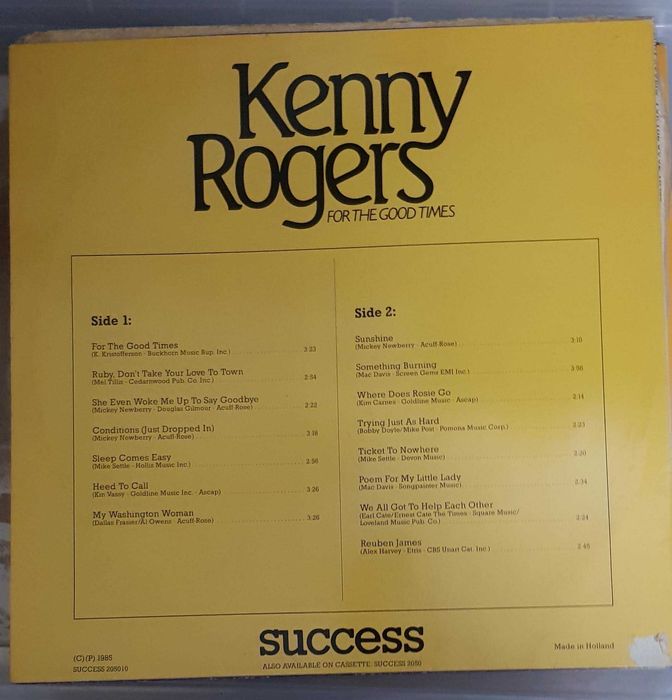 Kenny
Rogers
FOR THE GOOD TIMES
Side 1:
For The Good Times
(K. Kristofferson - Buckhorn Music Bup. Inc.) 3:23
Ruby, Don't Take Your Love To Town
(Mel Tillis - Cedarwood Pub. Co. Inc.) 2:54
She Even Woke Me Up To Say Goodbye
(Mickey Newberry - Douglas Gilmour - Acuff-Rose) 2:22
Conditions (Just Dropped In)
(Mickey Newberry - Acuff-Rose) 3:18
Sleep Comes Easy
(Mike Settle - Hollis Music Inc.) 2:56
Heed To Call
(Kin Vassy - Goldline Music Inc. - Ascap) 3:26
My Washington Woman
(Dallas Frasier/Al Owens - Acuff-Rose) 3:26
Side 2:
Sunshine
(Mickey Newberry - Acuff-Rose) 3:10
Something Burning
(Mac Davis - Screen Gems EMI Inc.)
Where Does Rosie Go
(Kim Carnes - Goldline Music - Ascap) 2:14
Trying Just As Hard
(Bobby Doyle/Mike Post - Pomona Music Corp.) 2:23
Ticket To Nowhere
(Mike Settle - Devon Music)
Poem For My Little Lady
(Mac Davis - Songpainter Music)
We All Got To Help Each Other
(Earl Cate/Ernest Cate The Times - Square Music/
Loveland Music Pub. Co.)
Reuben James
(Alex Harvey - Etris - CBS Unart Cat. Inc.) 2:45
success
ALSO AVAILABLE ON CASSETTE: SUCCESS 2050
(C) (P) 1985
SUCCESS 205010
Made in Holland